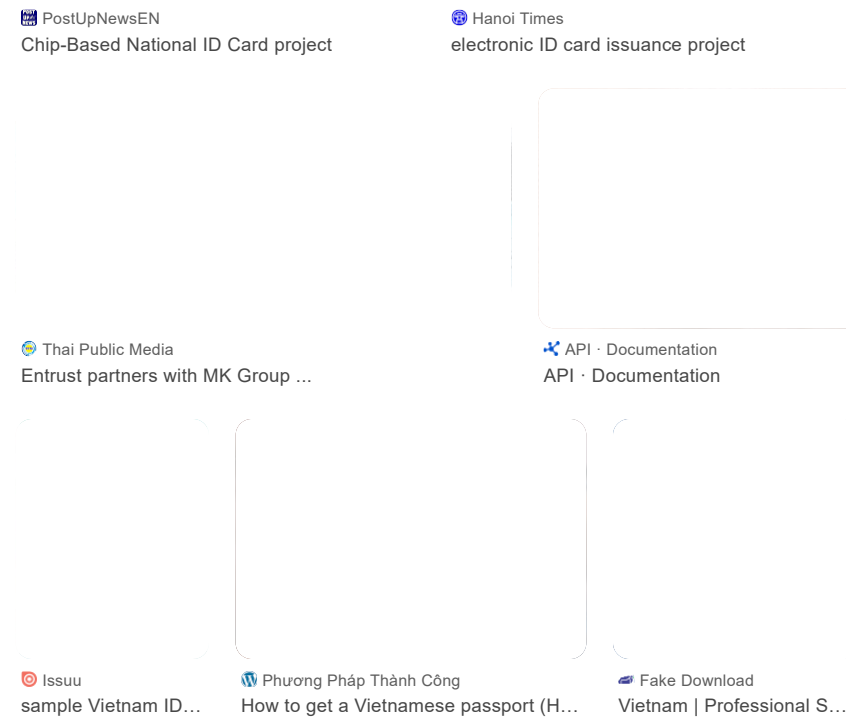 PostUpNewsEN
Hanoi Times
Chip-Based National ID Card project
electronic ID card issuance project
Thai Public Media
API · Documentation
Entrust partners with MK Group ...
API · Documentation
Issuu
Phương Pháp Thành Công
Fake Download
sample Vietnam ID...
How to get a Vietnamese passport (H...
Vietnam | Professional S...